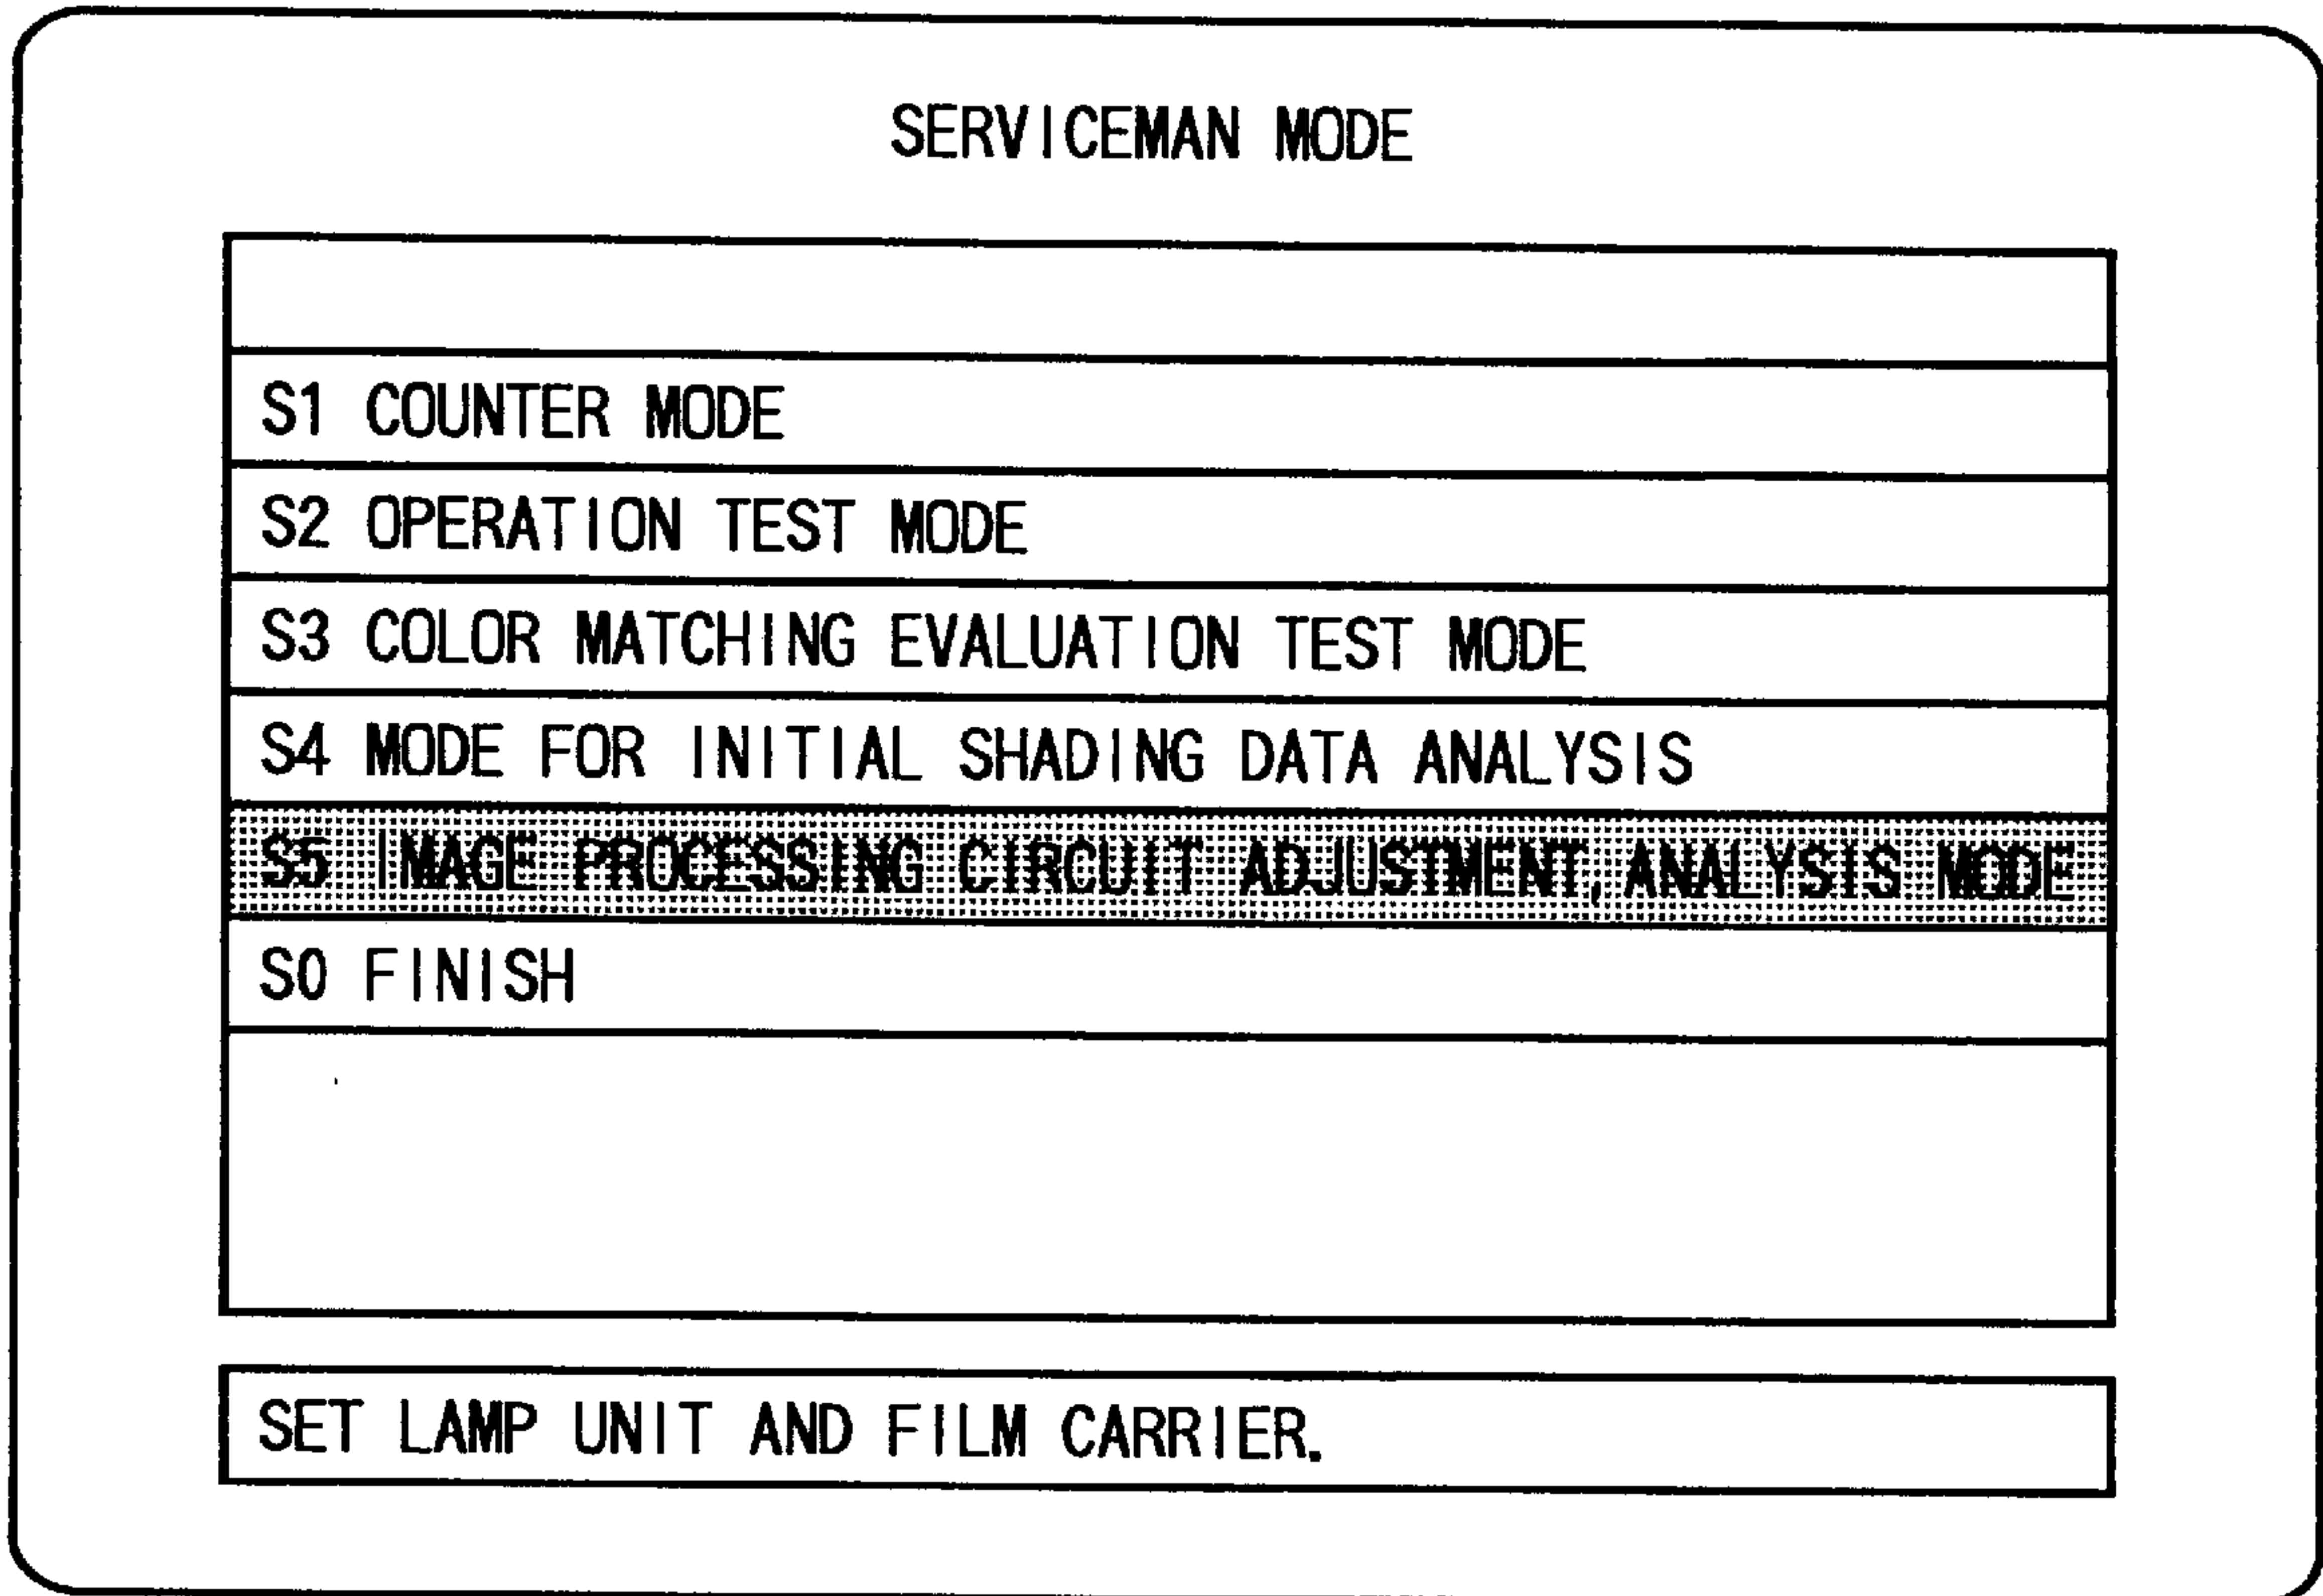 SERVICEMAN MODE
S1 COUNTER MODE
S2 OPERATION TEST MODE
S3 COLOR MATCHING EVALUATION TEST MODE
S4 MODE FOR INITIAL SHADING DATA ANALYSIS
S5 IMAGE PROCESSING CIRCUIT ADJUSTMENT, ANALYSIS MODE
S0 FINISH
SET LAMP UNIT AND FILM CARRIER.